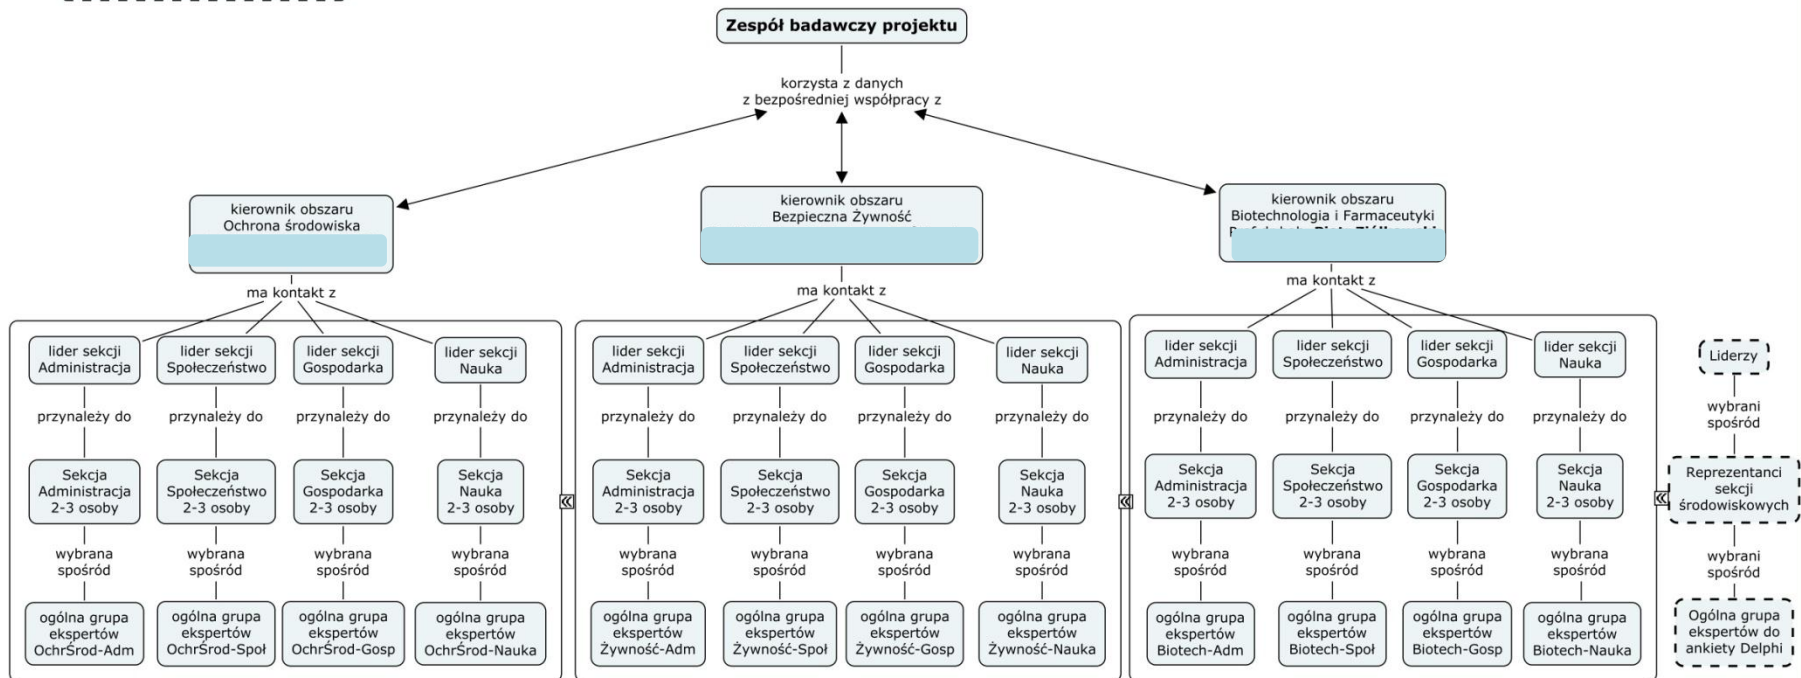 Zespół badawczy projektu
korzysta z danych
z bezpośredniej współpracy z
kierownik obszaru
Ochrona środowiska
kierownik obszaru
Bezpieczna Żywność
kierownik obszaru
Biotechnologia i Farmaceutyki
ma kontakt z
ma kontakt z
ma kontakt z
lider sekcji
Administracja
lider sekcji
Społeczeństwo
lider sekcji
Gospodarka
lider sekcji
Nauka
lider sekcji
Administracja
lider sekcji
Społeczeństwo
lider sekcji
Gospodarka
lider sekcji
Nauka
lider sekcji
Administracja
lider sekcji
Społeczeństwo
lider sekcji
Gospodarka
lider sekcji
Nauka
Liderzy
przynależy do
przynależy do
przynależy do
przynależy do
przynależy do
przynależy do
przynależy do
przynależy do
przynależy do
przynależy do
przynależy do
przynależy do
wybrani
spośród
Sekcja
Administracja
2-3 osoby
Sekcja
Społeczeństwo
2-3 osoby
Sekcja
Gospodarka
2-3 osoby
Sekcja
Nauka
2-3 osoby
Sekcja
Administracja
2-3 osoby
Sekcja
Społeczeństwo
2-3 osoby
Sekcja
Gospodarka
2-3 osoby
Sekcja
Nauka
2-3 osoby
Sekcja
Administracja
2-3 osoby
Sekcja
Społeczeństwo
2-3 osoby
Sekcja
Gospodarka
2-3 osoby
Sekcja
Nauka
2-3 osoby
Reprezentanci
sekcji
środowiskowych
wybrana
spośród
wybrana
spośród
wybrana
spośród
wybrana
spośród
wybrana
spośród
wybrana
spośród
wybrana
spośród
wybrana
spośród
wybrana
spośród
wybrana
spośród
wybrana
spośród
wybrana
spośród
wybrani
spośród
ogólna grupa
ekspertów
OchrŚrod-Adm
ogólna grupa
ekspertów
OchrŚrod-Społ
ogólna grupa
ekspertów
OchrŚrod-Gosp
ogólna grupa
ekspertów
OchrŚrod-Nauka
ogólna grupa
ekspertów
Żywność-Adm
ogólna grupa
ekspertów
Żywność-Społ
ogólna grupa
ekspertów
Żywność-Gosp
ogólna grupa
ekspertów
Żywność-Nauka
ogólna grupa
ekspertów
Biotech-Adm
ogólna grupa
ekspertów
Biotech-Społ
ogólna grupa
ekspertów
Biotech-Gosp
ogólna grupa
ekspertów
Biotech-Nauka
Ogólna grupa
ekspertów do
ankiety Delphi